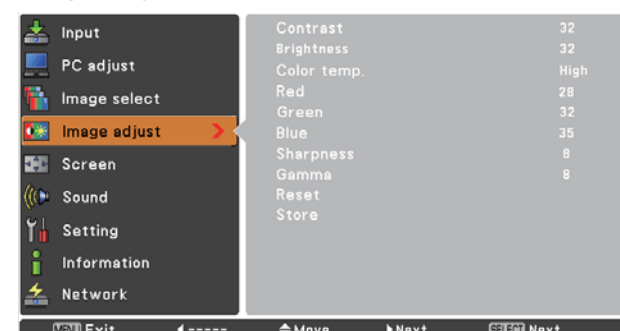 Input
PC adjust
Image select
Image adjust
Screen
Sound
Setting
Information
Network
Contrast 32
Brightness 32
Color temp. High
Red 28
Green 32
Blue 35
Sharpness 8
Gamma 8
Reset
Store
MENU Exit ◀ ----- Move ▶ Next SELECT Next